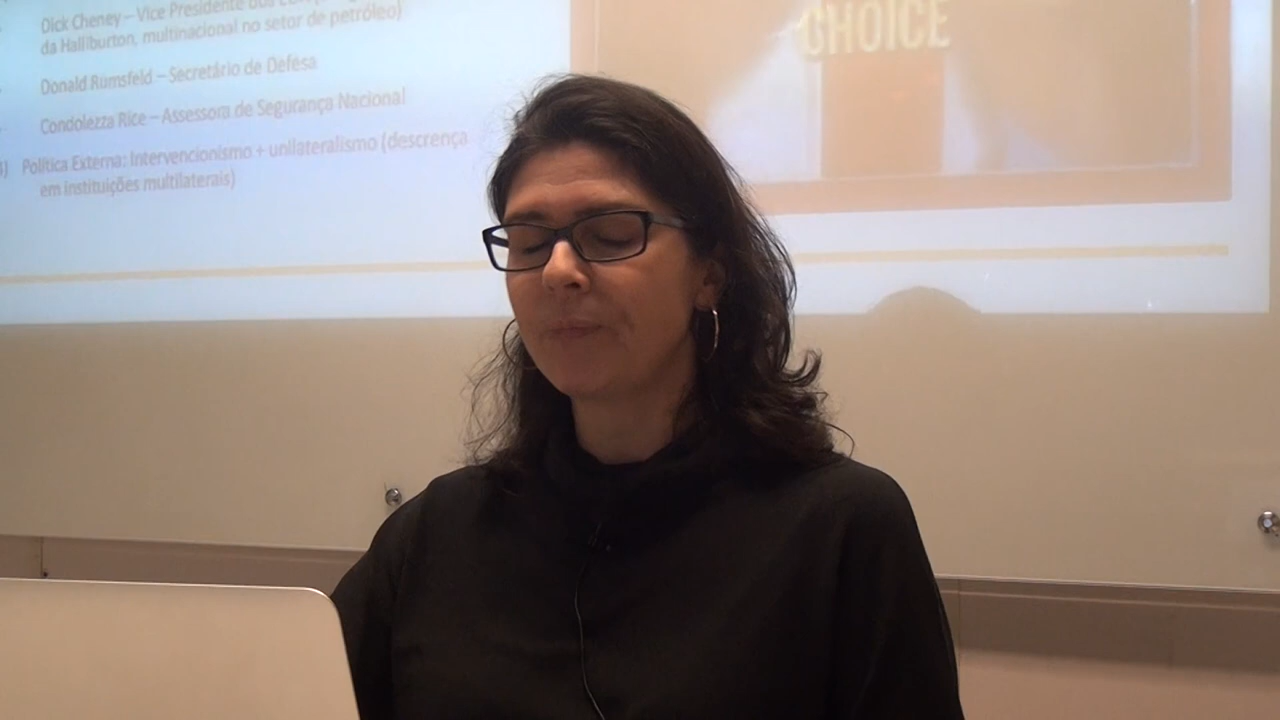 Dick Cheney – Vice Presidente
da Halliburton, multinacional no setor de petróleo)
Donald Rumsfeld – Secretário de Defesa
Condolezza Rice – Assessora de Segurança Nacional
Política Externa: Intervencionismo + unilateralismo (descrença
em instituições multilaterais)
CHOICE